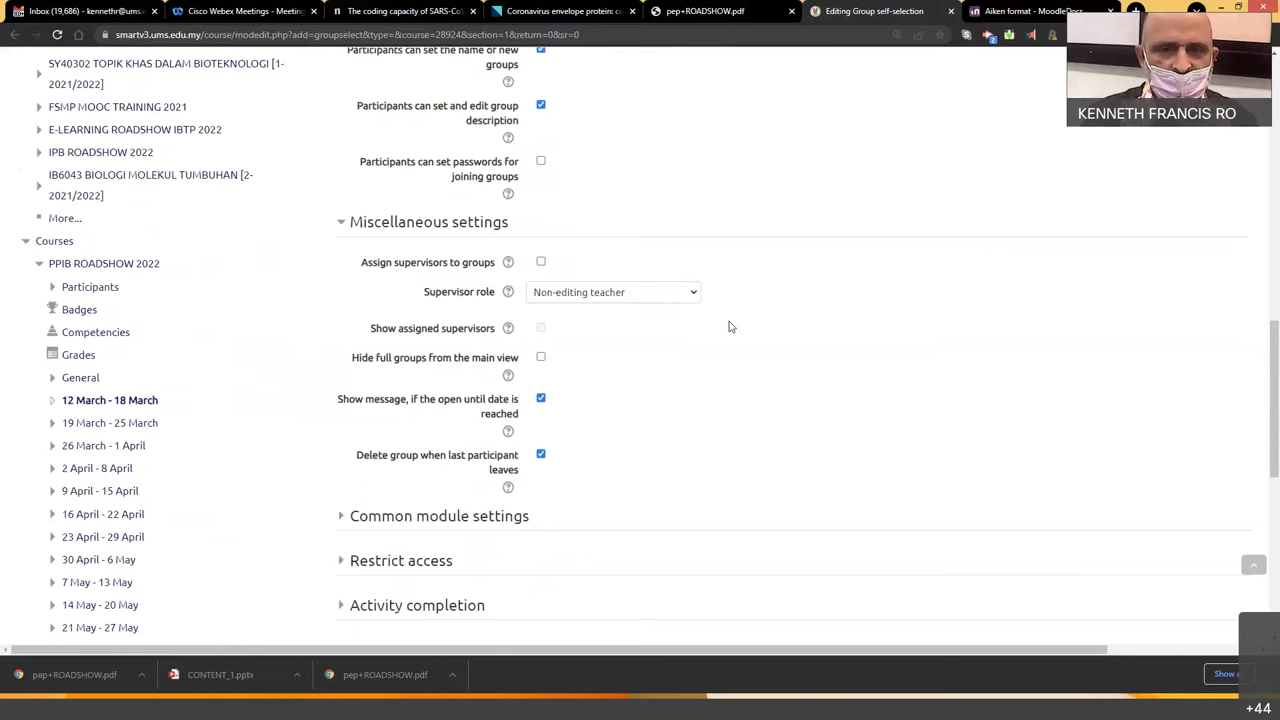 Inbox (19,686) - kennethr@ums.e
Cisco Webex Meetings - Meetin
The coding capacity of SARS-CoV
Coronavirus envelope protein: cu
pep+ROADSHOW.pdf
Editing Group self-selection
Aiken format - MoodleDocs
smartv3.ums.edu.my/course/modedit.php?add=groupselect&type=&course=28924&section=1&return=0&sr=0
KENNETH FRANCIS RO
SY40302 TOPIK KHAS DALAM BIOTEKNOLOGI [1-
2021/2022]
FSMP MOOC TRAINING 2021
E-LEARNING ROADSHOW IBTP 2022
IPB ROADSHOW 2022
IB6043 BIOLOGI MOLEKUL TUMBUHAN [2-
2021/2022]
More...
Courses
PPIB ROADSHOW 2022
Participants
Badges
Competencies
Grades
General
12 March - 18 March
19 March - 25 March
26 March - 1 April
2 April - 8 April
9 April - 15 April
16 April - 22 April
23 April - 29 April
30 April - 6 May
7 May - 13 May
14 May - 20 May
21 May - 27 May
Participants can set the name or new
groups
Participants can set and edit group
description
Participants can set passwords for
joining groups
Miscellaneous settings
Assign supervisors to groups
Supervisor role
Non-editing teacher
Show assigned supervisors
Hide full groups from the main view
Show message, if the open until date is
reached
Delete group when last participant
leaves
Common module settings
Restrict access
Activity completion
pep+ROADSHOW.pdf
CONTENT_1.pptx
pep+ROADSHOW.pdf
Show a
+44